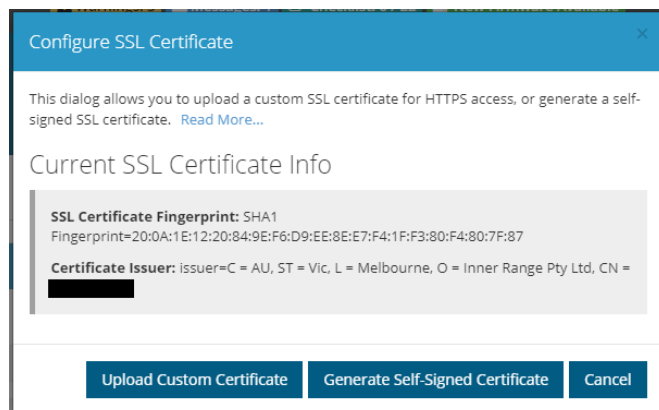 Configure SSL Certificate
×
This dialog allows you to upload a custom SSL certificate for HTTPS access, or generate a self-
signed SSL certificate. Read More...
Current SSL Certificate Info
SSL Certificate Fingerprint: SHA1
Fingerprint=20:0A:1E:12:20:84:9E:F6:D9:EE:8E:E7:F4:1F:F3:80:F4:80:7F:87
Certificate Issuer: issuer=C = AU, ST = Vic, L = Melbourne, O = Inner Range Pty Ltd, CN =
Upload Custom Certificate
Generate Self-Signed Certificate
Cancel